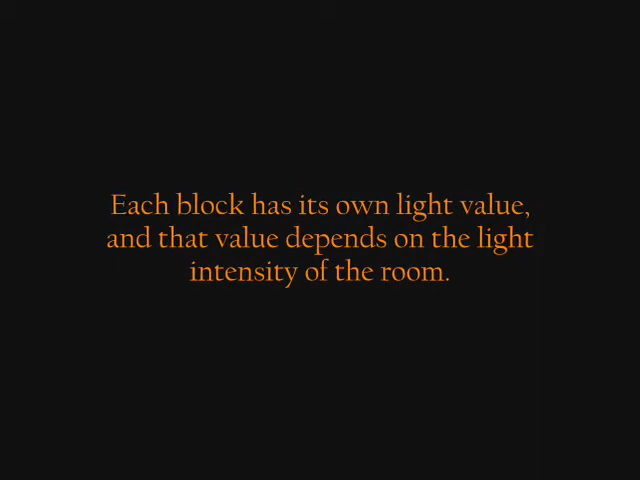 Each block has its own light value,
and that value depends on the light
intensity of the room.